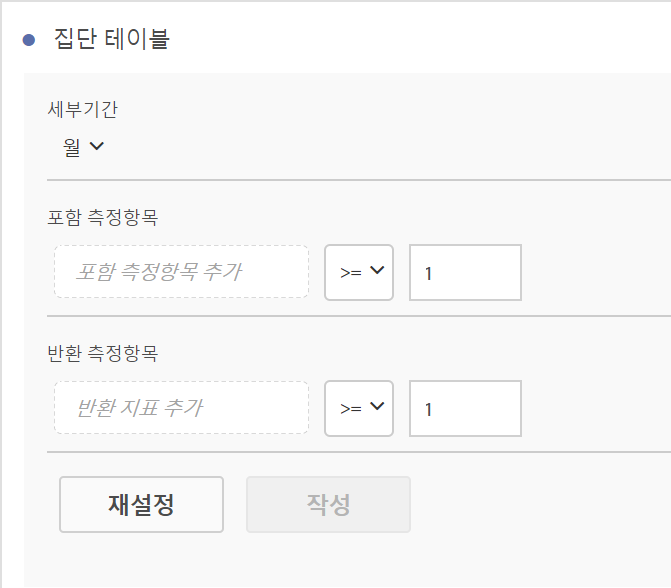 집단 테이블
세부기간
월
포함 측정항목
포함 측정항목 추가 >= 1
반환 측정항목
반환 지표 추가 >= 1
재설정 작성